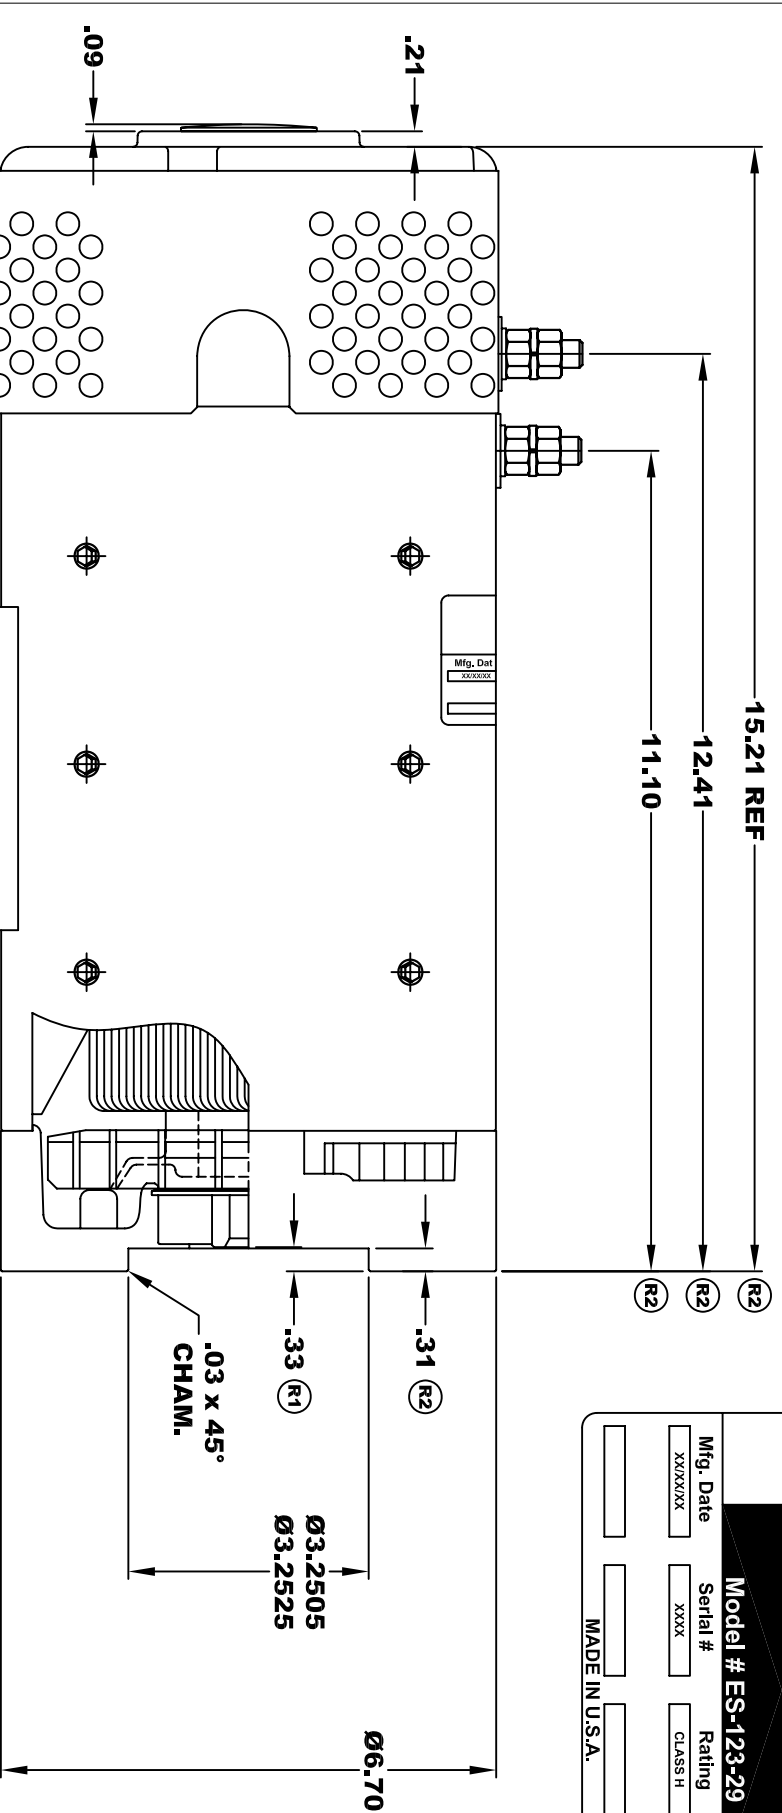 .09
.21
15.21 REF
12.41
11.10
R2
R2
R2
Mfg. Dat
XX/XX/XX
.31 R2
.33 R1
.03 x 45°
CHAM.
Ø3.2505
Ø3.2525
Ø6.70
Model # ES-123-29
Mfg. Date
Serial #
Rating
XX/XX/XX
XXXX
CLASS H
MADE IN U.S.A.